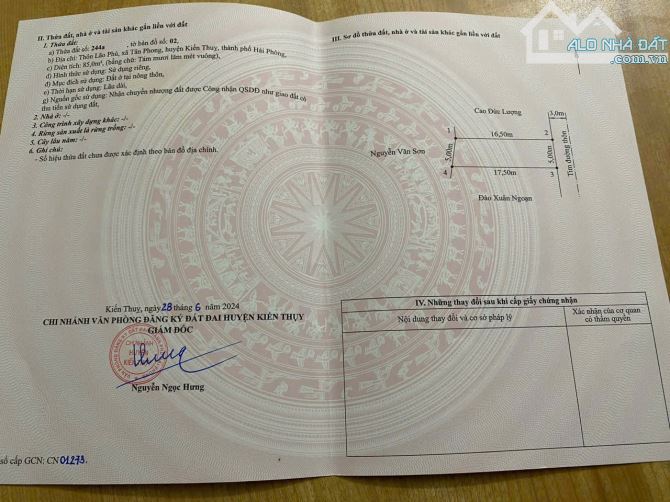 II. Thửa đất, nhà ở và tài sản khác gắn liền với đất
1. Thửa đất:
a) Thửa đất số: 244a , tờ bản đồ số: 02,
b) Địa chỉ: Thôn Lão Phú, xã Tân Phong, huyện Kiến Thụy, thành phố Hải Phòng,
c) Diện tích: 85,0m², (bằng chữ: Tám mươi lăm mét vuông),
d) Hình thức sử dụng: Sử dụng riêng,
đ) Mục đích sử dụng: Đất ở tại nông thôn,
e) Thời hạn sử dụng: Lâu dài,
g) Nguồn gốc sử dụng: Nhận chuyển nhượng đất được Công nhận QSDĐ như giao đất có
thu tiền sử dụng đất,
2. Nhà ở: -/-
3. Công trình xây dựng khác: -/-
4. Rừng sản xuất là rừng trồng: -/-
5. Cây lâu năm: -/-
6. Ghi chú:
- Số hiệu thửa đất chưa được xác định theo bản đồ địa chính.
Kiến Thụy, ngày 28 tháng 6 năm 2024
CHI NHÁNH VĂN PHÒNG ĐĂNG KÝ ĐẤT ĐAI HUYỆN KIẾN THỤY
GIÁM ĐỐC
CHI NHÁNH
HUYỆN
Nguyễn Ngọc Hưng
số cấp GCN: CN 01273.
III. Sơ đồ thửa đất, nhà ở và tài sản khác gắn liền với đất
ALO NHÀ ĐẤT
Cao Đức Lượng
3,0m
1
16,50m
2
Nguyễn Văn Sơn
5,00m
5,00m
Tim đường thôn
4
17,50m
3
Đào Xuân Ngoạn
IV. Những thay đổi sau khi cấp giấy chứng nhận
Nội dung thay đổi và cơ sở pháp lý
Xác nhận của cơ quan
có thẩm quyền